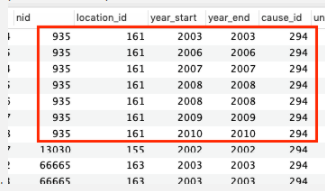 nid location_id year_start year_end cause_id un
935 161 2003 2003 294
935 161 2006 2006 294
935 161 2007 2007 294
935 161 2008 2008 294
935 161 2008 2008 294
935 161 2009 2009 294
935 161 2010 2010 294
13030 155 2002 2002 294
66665 163 2003 2003 294
66665 163 2003 2003 294